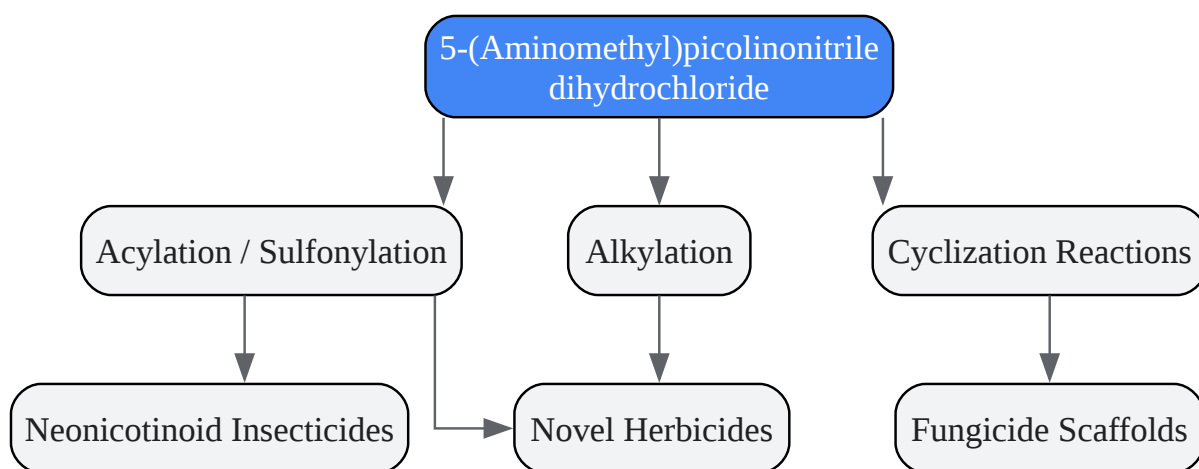 5-(Aminomethyl)picolinonitrile
dihydrochloride
Acylation / Sulfonylation
Alkylation
Cyclization Reactions
Neonicotinoid Insecticides
Novel Herbicides
Fungicide Scaffolds